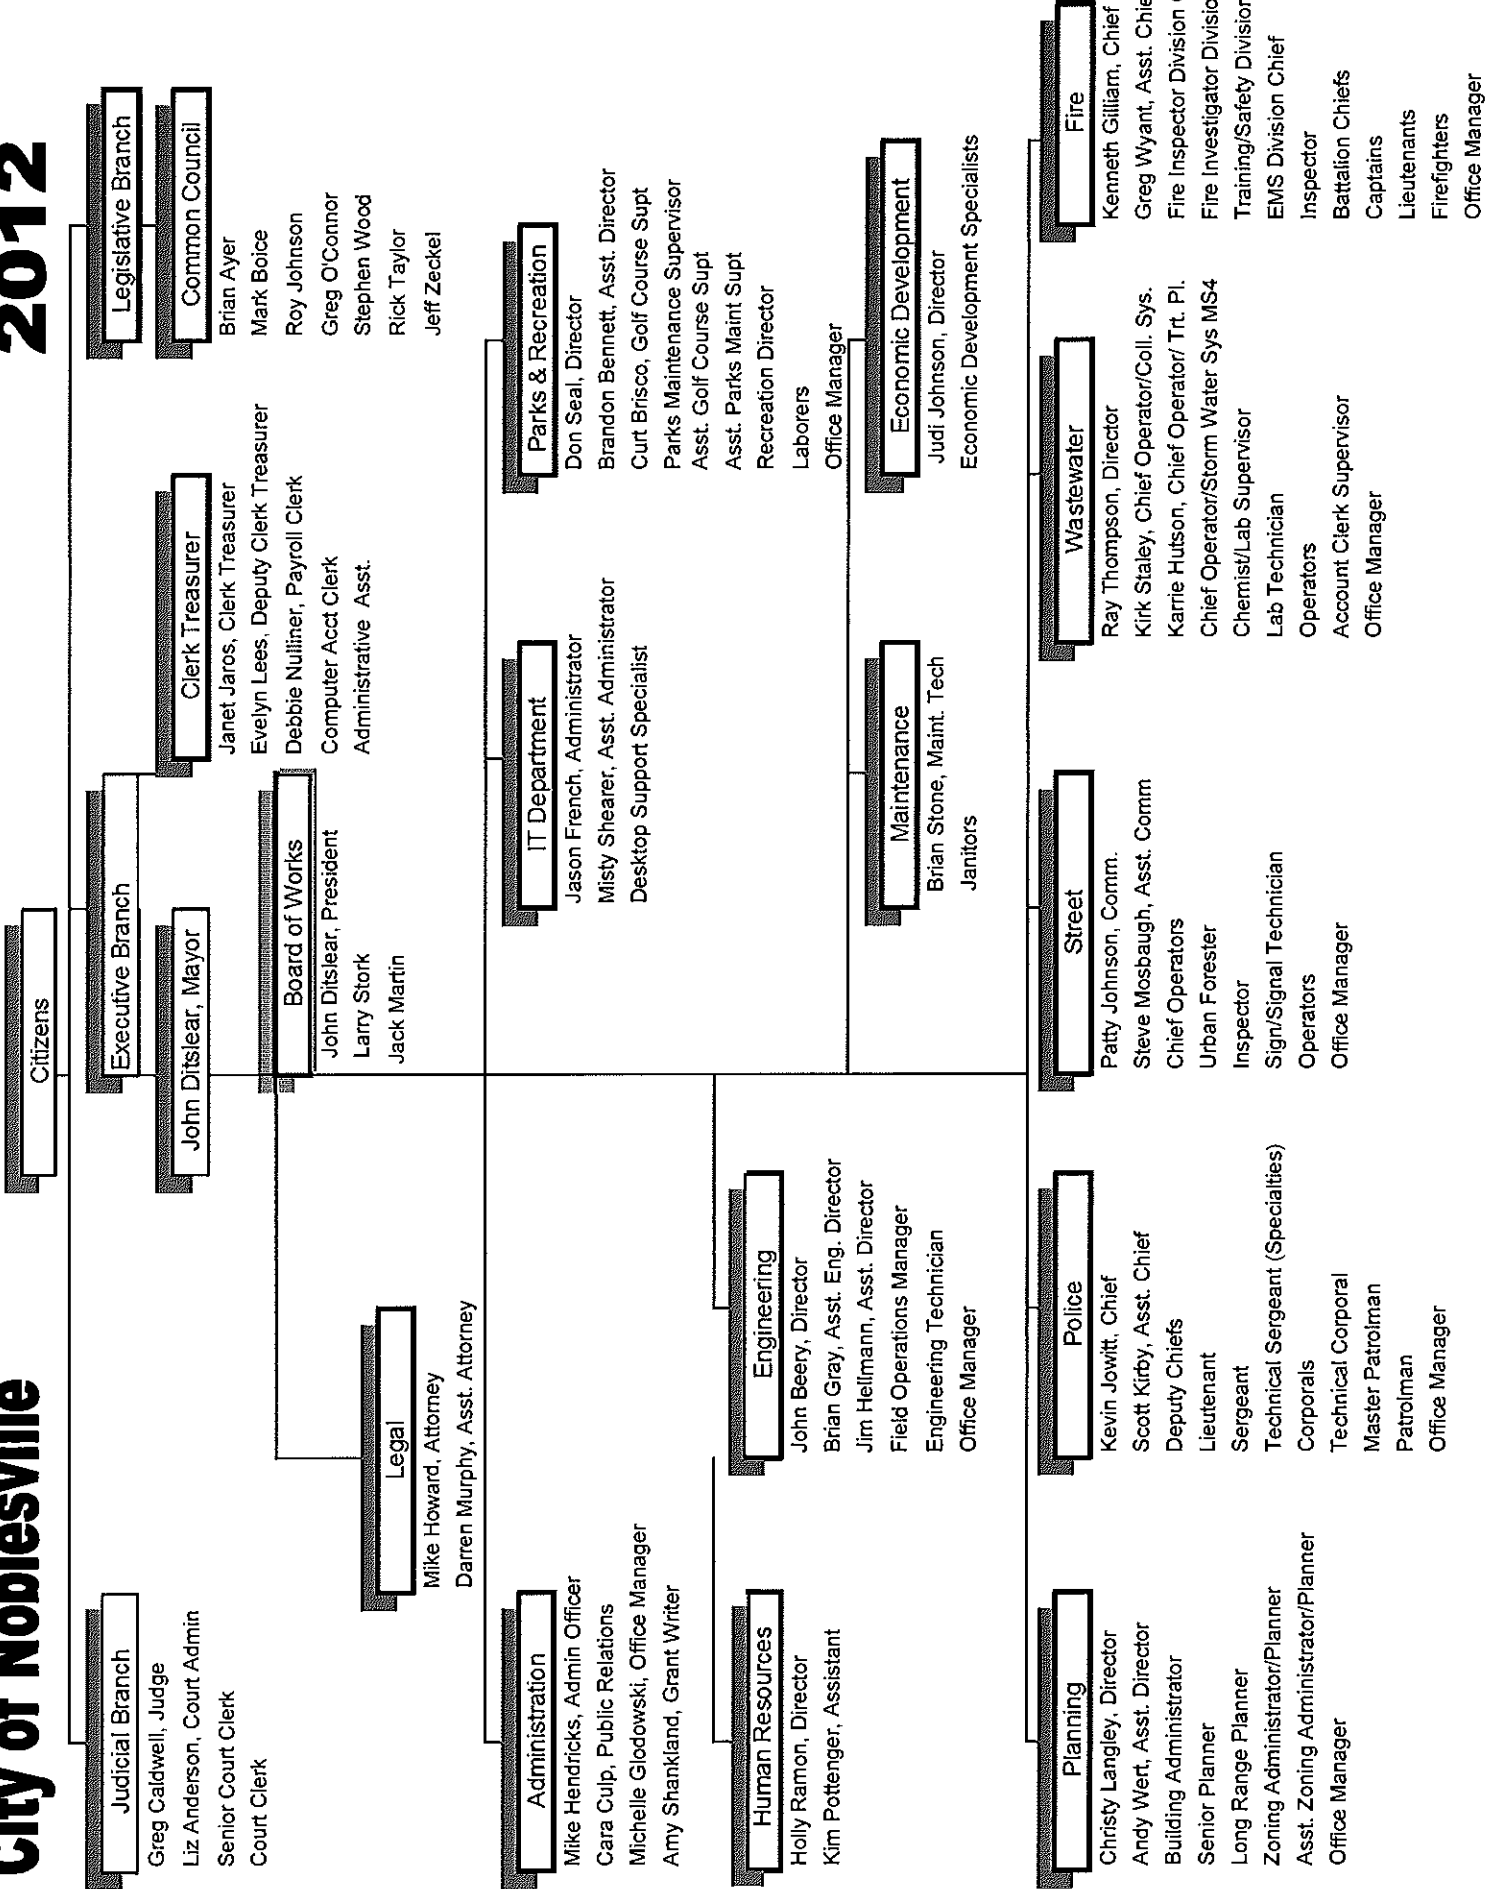 City of Noblesville
2012
Citizens
Judicial Branch
Greg Caldwell, Judge
Liz Anderson, Court Admin
Senior Court Clerk
Court Clerk
Executive Branch
John Ditslear, Mayor
Clerk Treasurer
Janet Jaros, Clerk Treasurer
Evelyn Lees, Deputy Clerk Treasurer
Debbie Nulliner, Payroll Clerk
Computer Acct Clerk
Administrative Asst.
Legislative Branch
Common Council
Brian Ayer
Mark Boice
Roy Johnson
Greg O'Connor
Stephen Wood
Rick Taylor
Jeff Zeckel
Board of Works
John Ditslear, President
Larry Stork
Jack Martin
Legal
Mike Howard, Attorney
Darren Murphy, Asst. Attorney
Administration
Mike Hendricks, Admin Officer
Cara Culp, Public Relations
Michelle Glodowski, Office Manager
Amy Shankland, Grant Writer
IT Department
Jason French, Administrator
Misty Shearer, Asst. Administrator
Desktop Support Specialist
Parks & Recreation
Don Seal, Director
Brandon Bennett, Asst. Director
Curt Brisco, Golf Course Supt
Parks Maintenance Supervisor
Asst. Golf Course Supt
Asst. Parks Maint Supt
Recreation Director
Laborers
Office Manager
Human Resources
Holly Ramon, Director
Kim Pottenger, Assistant
Engineering
John Beery, Director
Brian Gray, Asst. Eng. Director
Jim Hellmann, Asst. Director
Field Operations Manager
Engineering Technician
Office Manager
Maintenance
Brian Stone, Maint. Tech
Janitors
Economic Development
Judi Johnson, Director
Economic Development Specialists
Planning
Christy Langley, Director
Andy Wert, Asst. Director
Building Administrator
Senior Planner
Long Range Planner
Zoning Administrator/Planner
Asst. Zoning Administrator/Planner
Office Manager
Police
Kevin Jowitt, Chief
Scott Kirby, Asst. Chief
Deputy Chiefs
Lieutenant
Sergeant
Technical Sergeant (Specialties)
Corporals
Technical Corporal
Master Patrolman
Patrolman
Office Manager
Street
Patty Johnson, Comm.
Steve Mosbaugh, Asst. Comm
Chief Operators
Urban Forester
Inspector
Sign/Signal Technician
Operators
Office Manager
Wastewater
Ray Thompson, Director
Kirk Staley, Chief Operator/Coll. Sys.
Karrie Hutson, Chief Operator/ Trt. Pl.
Chief Operator/Storm Water Sys MS4
Chemist/Lab Supervisor
Lab Technician
Operators
Account Clerk Supervisor
Office Manager
Fire
Kenneth Gilliam, Chief
Greg Wyant, Asst. Chie
Fire Inspector Division
Fire Investigator Divisio
Training/Safety Division
EMS Division Chief
Inspector
Battalion Chiefs
Captains
Lieutenants
Firefighters
Office Manager